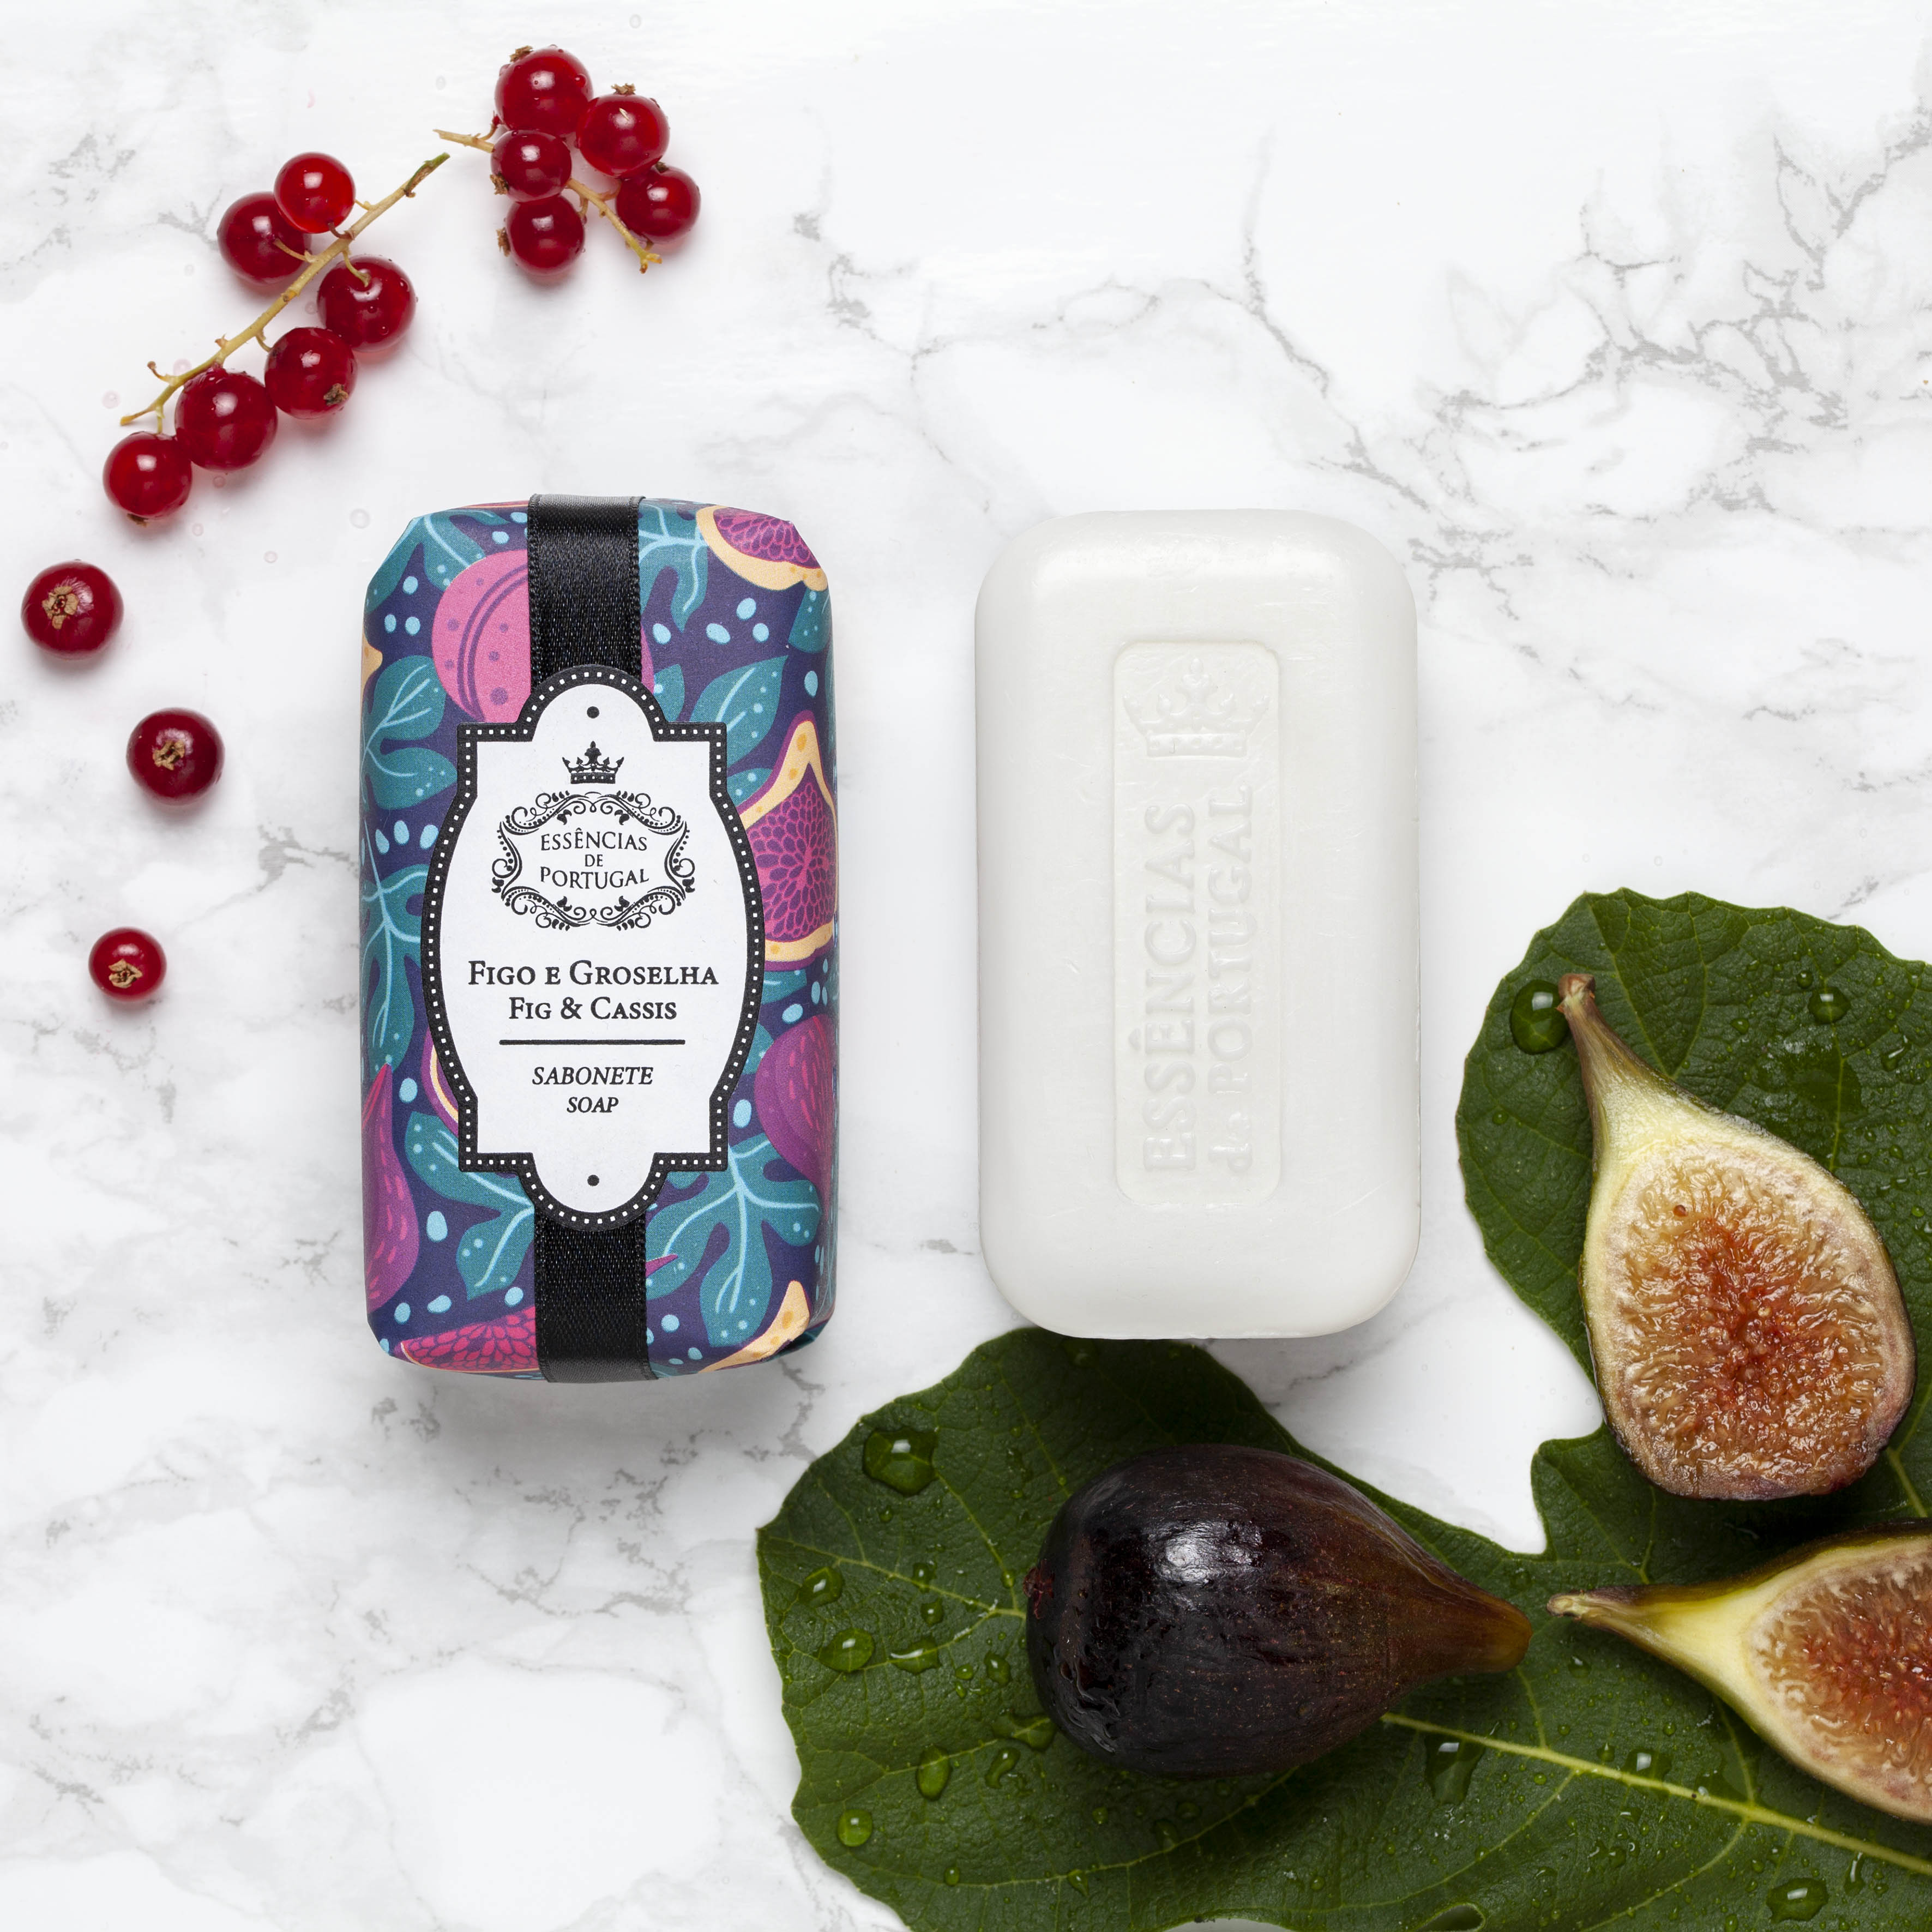 ESSÊNCIAS
DE
PORTUGAL
FIGO E GROSELHA
FIG & CASSIS
SABONETE
SOAP
ESSÊNCIAS
de PORTUGAL